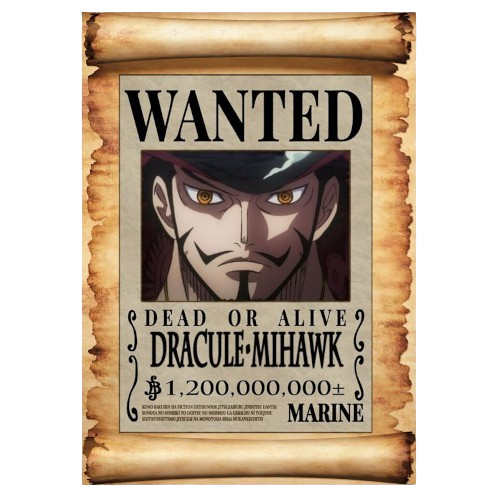 WANTED
DEAD OR ALIVE
DRACULE•MIHAWK
฿1,200,000,000±
MARINE